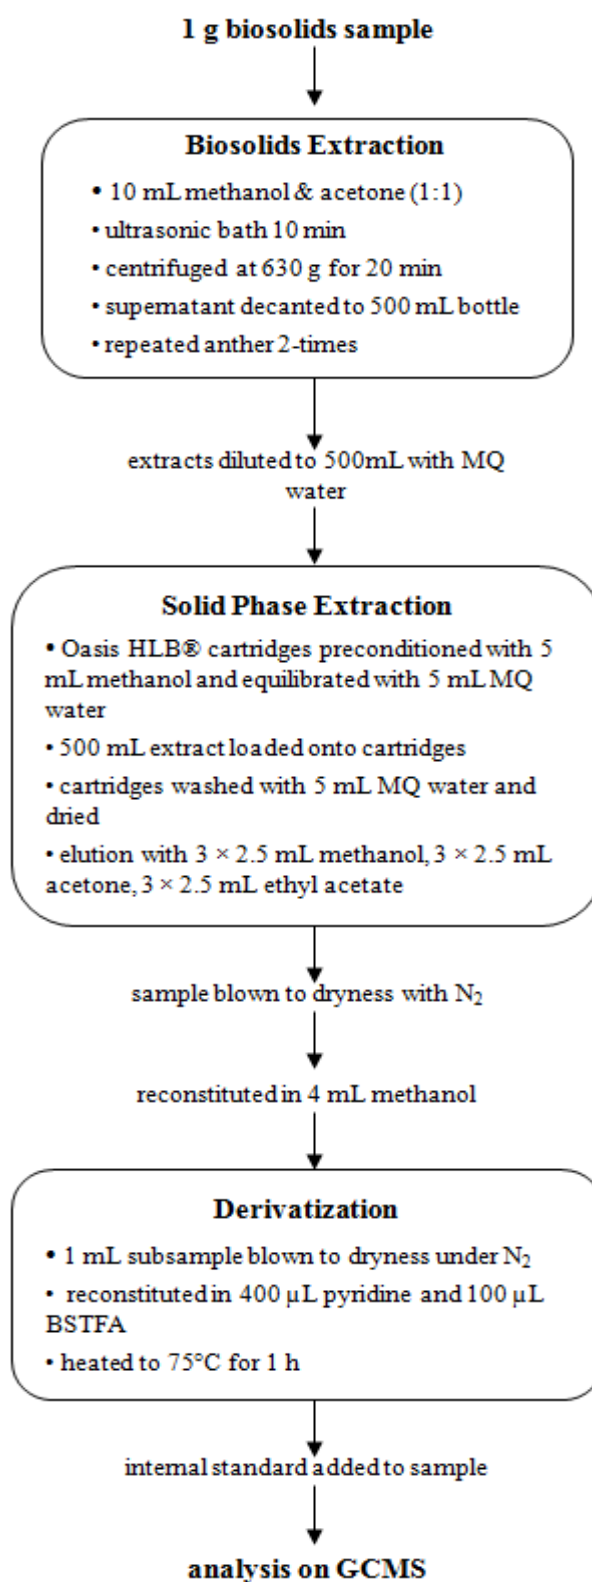 1 g biosolids sample
Biosolids Extraction
• 10 mL methanol & acetone (1:1)
• ultrasonic bath 10 min
• centrifuged at 630 g for 20 min
• supernatant decanted to 500 mL bottle
• repeated anther 2-times
extracts diluted to 500mL with MQ
water
Solid Phase Extraction
• Oasis HLB® cartridges preconditioned with 5
mL methanol and equilibrated with 5 mL MQ
water
• 500 mL extract loaded onto cartridges
• cartridges washed with 5 mL MQ water and
dried
• elution with 3 × 2.5 mL methanol, 3 × 2.5 mL
acetone, 3 × 2.5 mL ethyl acetate
sample blown to dryness with N₂
reconstituted in 4 mL methanol
Derivatization
• 1 mL subsample blown to dryness under N₂
• reconstituted in 400 µL pyridine and 100 µL
BSTFA
• heated to 75°C for 1 h
internal standard added to sample
analysis on GCMS